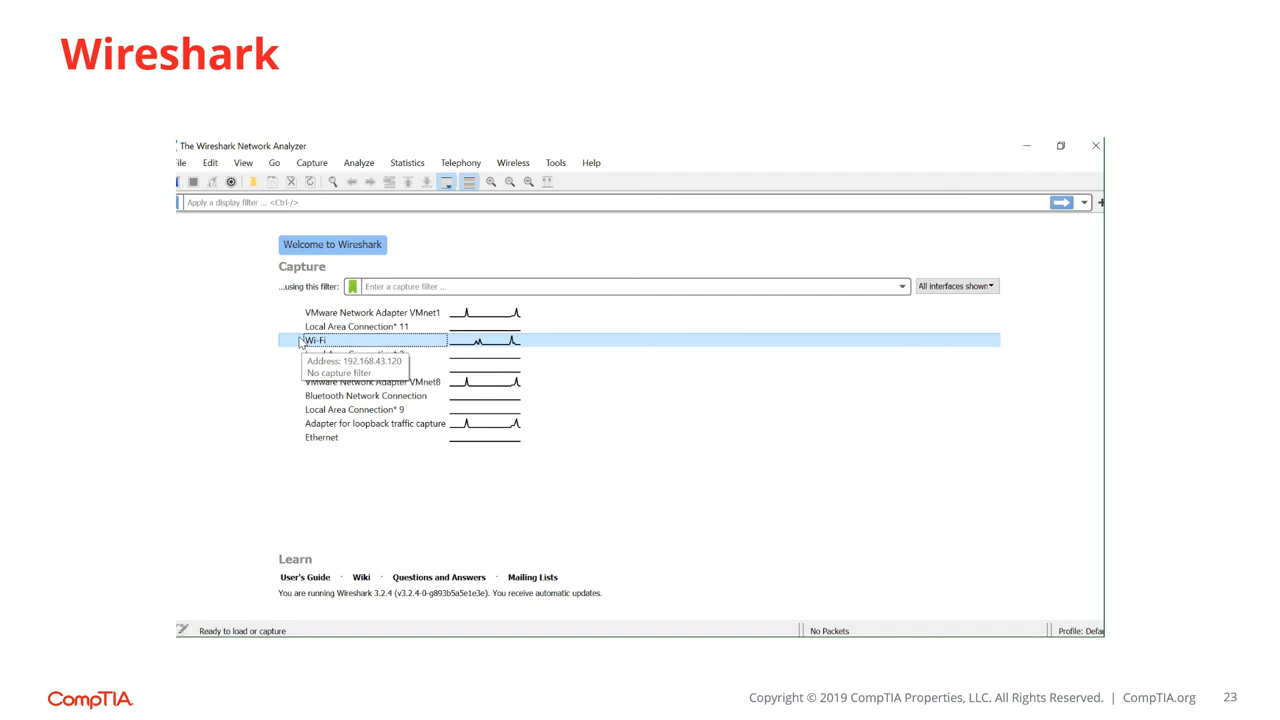 Wireshark
The Wireshark Network Analyzer
File Edit View Go Capture Analyze Statistics Telephony Wireless Tools Help
Apply a display filter ... <Ctrl-/>
Welcome to Wireshark
Capture
...using this filter: Enter a capture filter ... All interfaces shown
VMware Network Adapter VMnet1
Local Area Connection* 11
Wi-Fi
Address: 192.168.43.120
No capture filter
VMware Network Adapter VMnet8
Bluetooth Network Connection
Local Area Connection* 9
Adapter for loopback traffic capture
Ethernet
Learn
User's Guide · Wiki · Questions and Answers · Mailing Lists
You are running Wireshark 3.2.4 (v3.2.4-0-g893b5a5e1e3e). You receive automatic updates.
Ready to load or capture No Packets Profile: Defau
CompTIA.
Copyright © 2019 CompTIA Properties, LLC. All Rights Reserved. | CompTIA.org 23